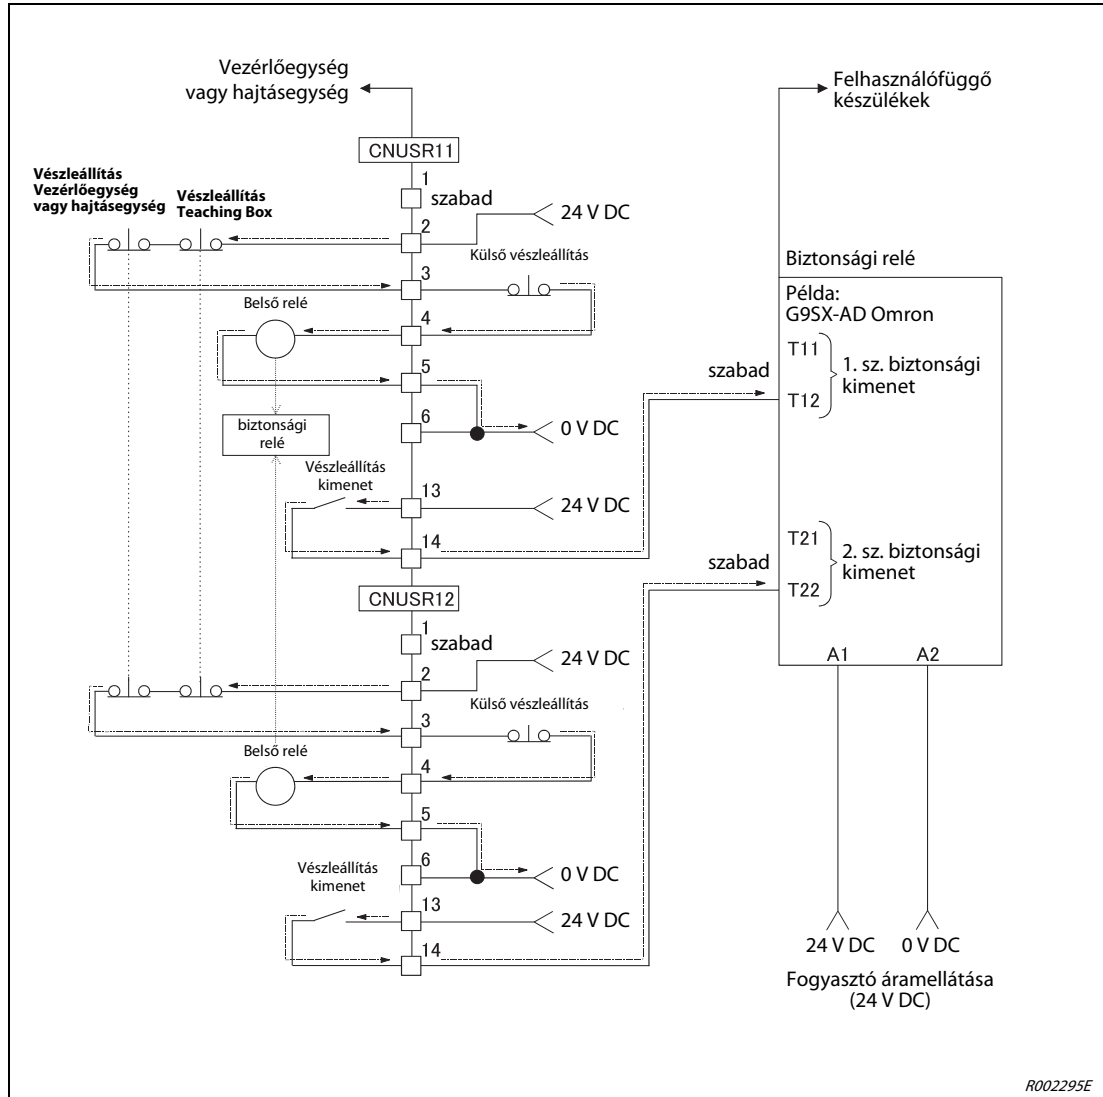 Vezérlőegység
vagy hajtásegység
Felhasználófüggő
készülékek
CNUSR11
Vészleállítás
Vezérlőegység
vagy hajtásegység
Vészleállítás
Teaching Box
1
szabad
2
24 V DC
3
Külső vészleállítás
Belső relé
4
5
6
0 V DC
biztonsági
relé
Vészleállítás
kimenet
13
24 V DC
14
CNUSR12
1
szabad
2
24 V DC
3
Külső vészleállítás
Belső relé
4
5
6
0 V DC
Vészleállítás
kimenet
13
24 V DC
14
Biztonsági relé
Példa:
G9SX-AD Omron
T11
1. sz. biztonsági
kimenet
szabad
T12
T21
2. sz. biztonsági
kimenet
szabad
T22
A1
A2
24 V DC
0 V DC
Fogyasztó áramellátása
(24 V DC)
R002295E